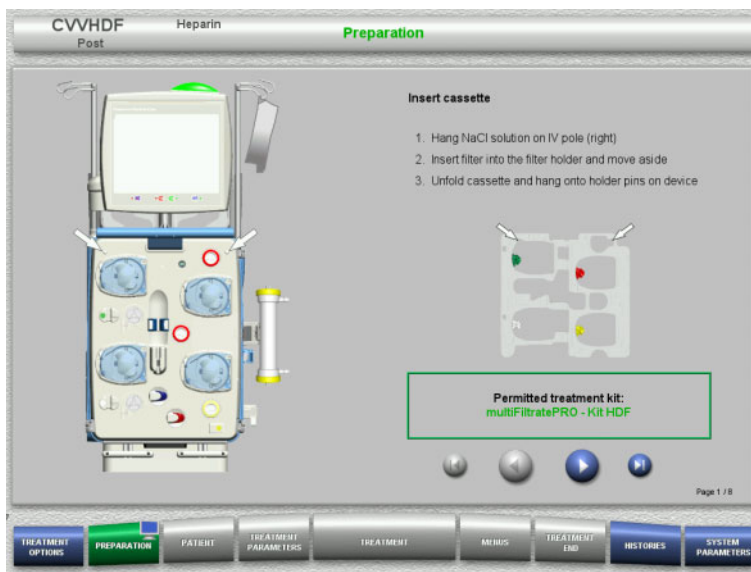 CVVHDF
Post
Heparin
Preparation
Insert cassette
1. Hang NaCl solution on IV pole (right)
2. Insert filter into the filter holder and move aside
3. Unfold cassette and hang onto holder pins on device
Permitted treatment kit:
multiFiltratePRO - Kit HDF
Page 1 / 8
TREATMENT
OPTIONS
PREPARATION
PATIENT
TREATMENT
PARAMETERS
TREATMENT
MENUS
TREATMENT
END
HISTORIES
SYSTEM
PARAMETERS